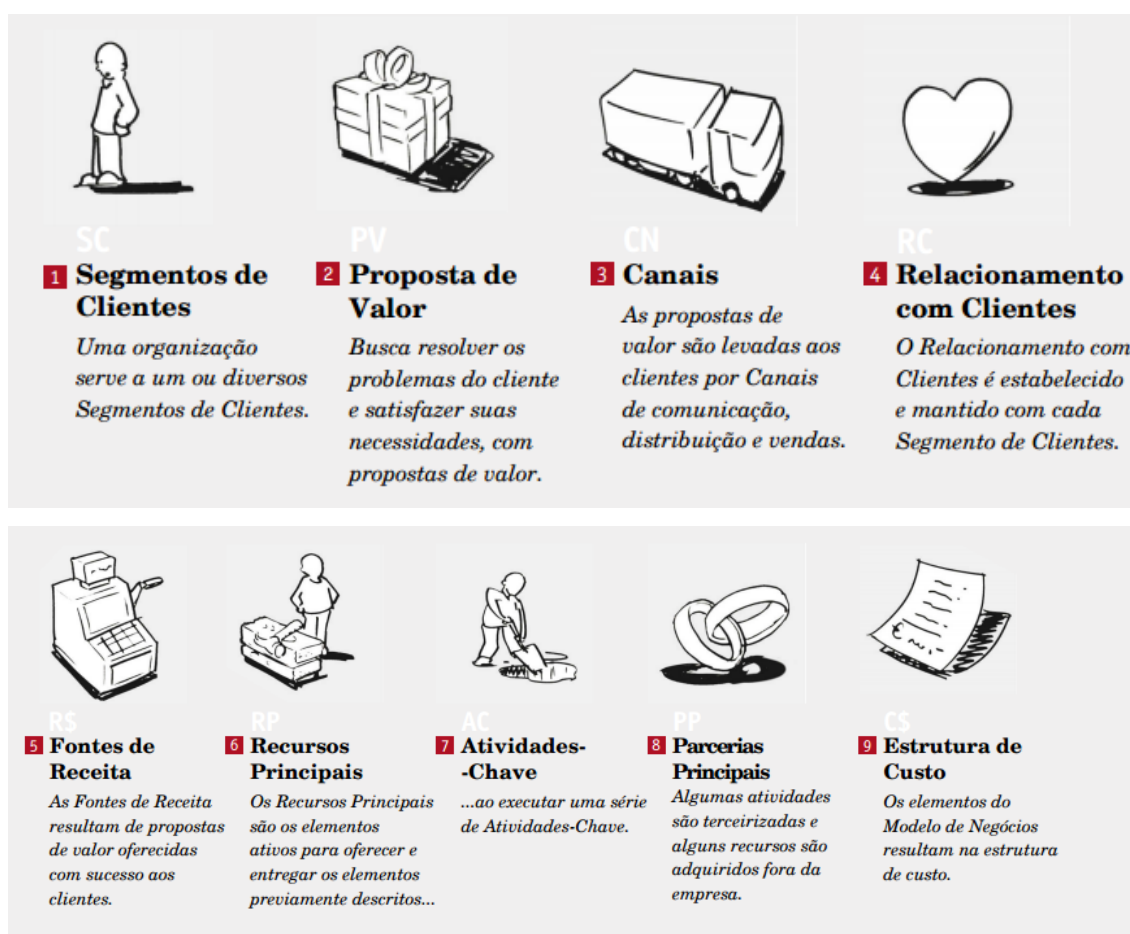 SC
1 Segmentos de
Clientes
Uma organização
serve a um ou diversos
Segmentos de Clientes.
PV
2 Proposta de
Valor
Busca resolver os
problemas do cliente
e satisfazer suas
necessidades, com
propostas de valor.
CN
3 Canais
As propostas de
valor são levadas aos
clientes por Canais
de comunicação,
distribuição e vendas.
RC
4 Relacionamento
com Clientes
O Relacionamento com
Clientes é estabelecido
e mantido com cada
Segmento de Clientes.
R$
5 Fontes de
Receita
As Fontes de Receita
resultam de propostas
de valor oferecidas
com sucesso aos
clientes.
RP
6 Recursos
Principais
Os Recursos Principais
são os elementos
ativos para oferecer e
entregar os elementos
previamente descritos...
AC
7 Atividades-
-Chave
...ao executar uma série
de Atividades-Chave.
PP
8 Parcerias
Principais
Algumas atividades
são terceirizadas e
alguns recursos são
adquiridos fora da
empresa.
C$
9 Estrutura de
Custo
Os elementos do
Modelo de Negócios
resultam na estrutura
de custo.